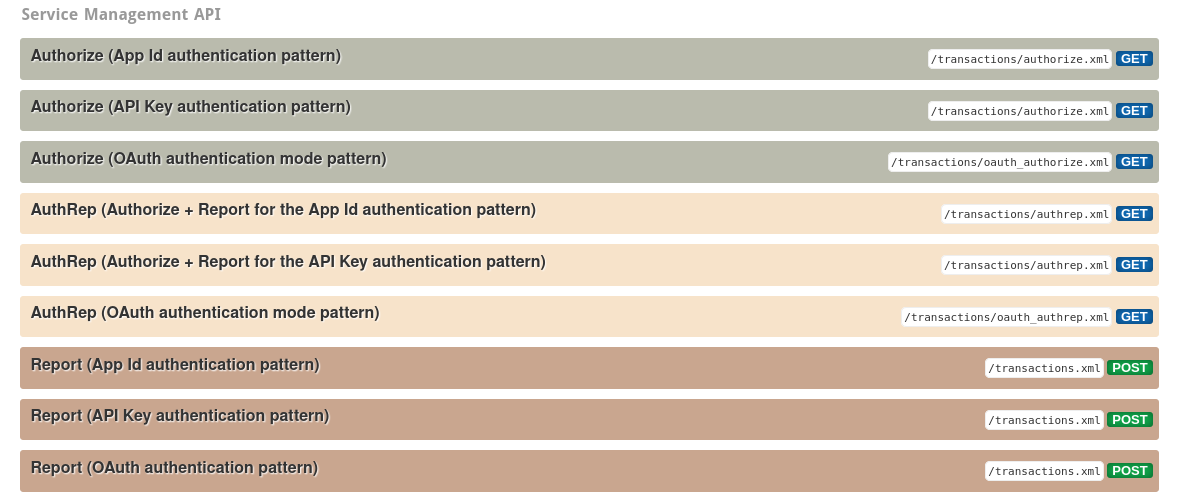 Service Management API
Authorize (App Id authentication pattern) /transactions/authorize.xml GET
Authorize (API Key authentication pattern) /transactions/authorize.xml GET
Authorize (OAuth authentication mode pattern) /transactions/oauth_authorize.xml GET
AuthRep (Authorize + Report for the App Id authentication pattern) /transactions/authrep.xml GET
AuthRep (Authorize + Report for the API Key authentication pattern) /transactions/authrep.xml GET
AuthRep (OAuth authentication mode pattern) /transactions/oauth_authrep.xml GET
Report (App Id authentication pattern) /transactions.xml POST
Report (API Key authentication pattern) /transactions.xml POST
Report (OAuth authentication pattern) /transactions.xml POST